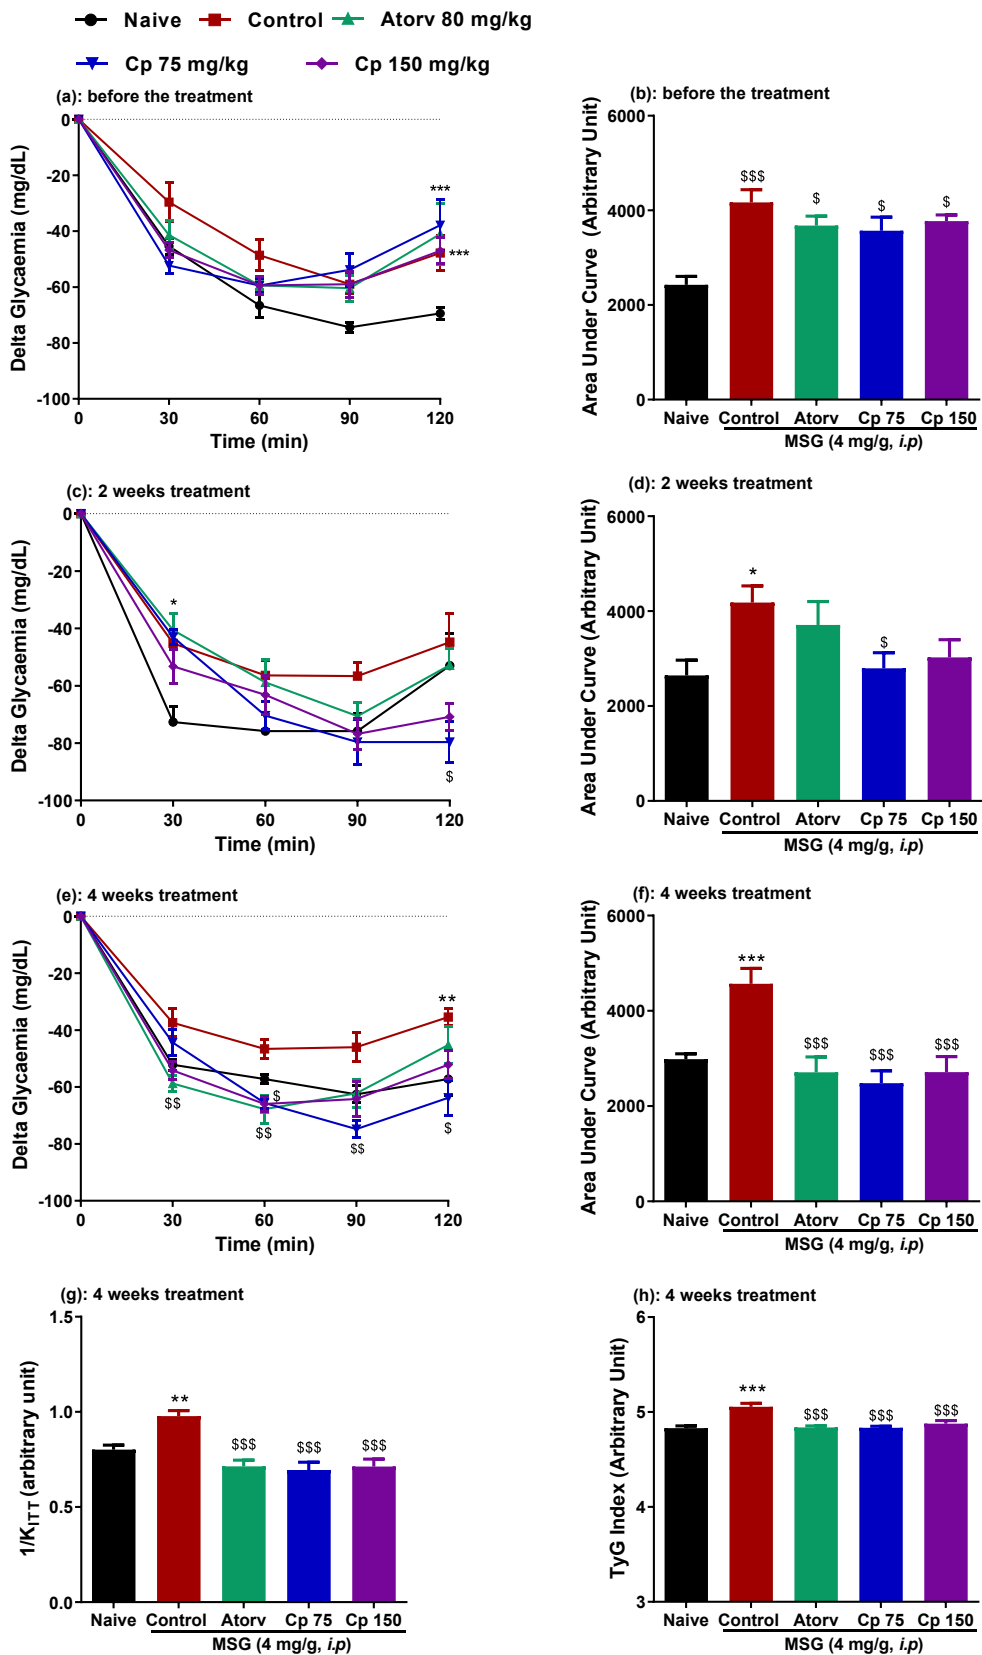 Naive Control Atorv 80 mg/kg
Cp 75 mg/kg Cp 150 mg/kg
(a): before the treatment
0
-20
-40
-60
-80
-100
Delta Glycaemia (mg/dL)
***
***
0 30 60 90 120
Time (min)
(b): before the treatment
6000
4000
2000
0
Area Under Curve (Arbitrary Unit)
$$$ $ $ $
Naive Control Atorv Cp 75 Cp 150
MSG (4 mg/g, i.p)
(c): 2 weeks treatment
0
-20
-40
-60
-80
-100
Delta Glycaemia (mg/dL)
*
$
0 30 60 90 120
Time (min)
(d): 2 weeks treatment
6000
4000
2000
0
Area Under Curve (Arbitrary Unit)
* $
Naive Control Atorv Cp 75 Cp 150
MSG (4 mg/g, i.p)
(e): 4 weeks treatment
0
-20
-40
-60
-80
-100
Delta Glycaemia (mg/dL)
**
$$ $ $$ $$ $
0 30 60 90 120
Time (min)
(f): 4 weeks treatment
6000
4000
2000
0
Area Under Curve (Arbitrary Unit)
*** $$$ $$$ $$$
Naive Control Atorv Cp 75 Cp 150
MSG (4 mg/g, i.p)
(g): 4 weeks treatment
1.5
1.0
0.5
0.0
1/KITT (arbitrary unit)
** $$$ $$$ $$$
Naive Control Atorv Cp 75 Cp 150
MSG (4 mg/g, i.p)
(h): 4 weeks treatment
6
5
4
3
TyG Index (Arbitrary Unit)
*** $$$ $$$ $$$
Naive Control Atorv Cp 75 Cp 150
MSG (4 mg/g, i.p)